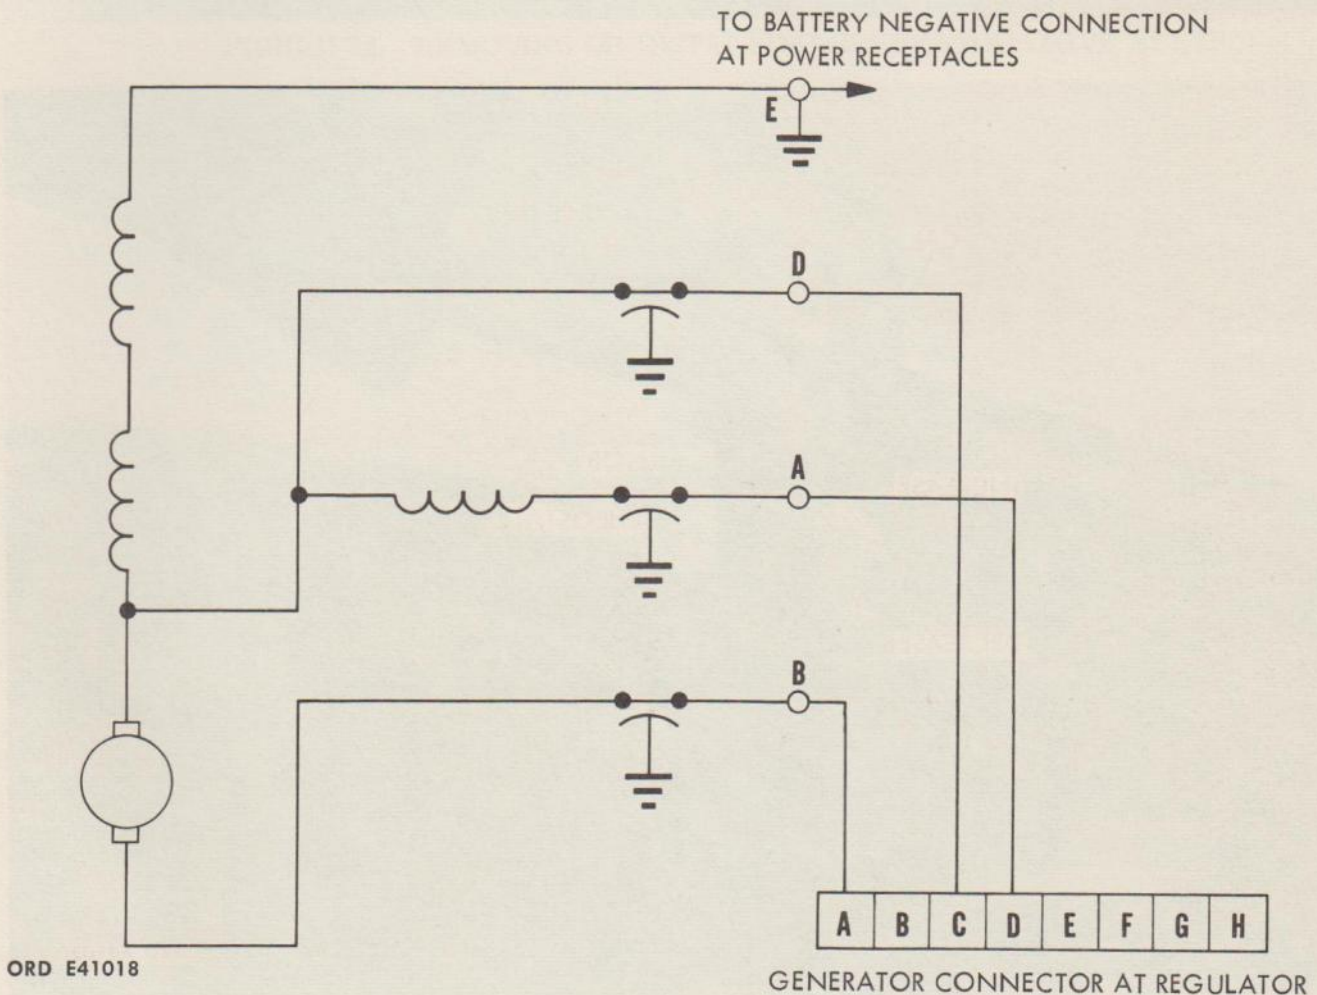 TO BATTERY NEGATIVE CONNECTION
AT POWER RECEPTACLES
E
D
A
B
A B C D E F G H
ORD E41018
GENERATOR CONNECTOR AT REGULATOR